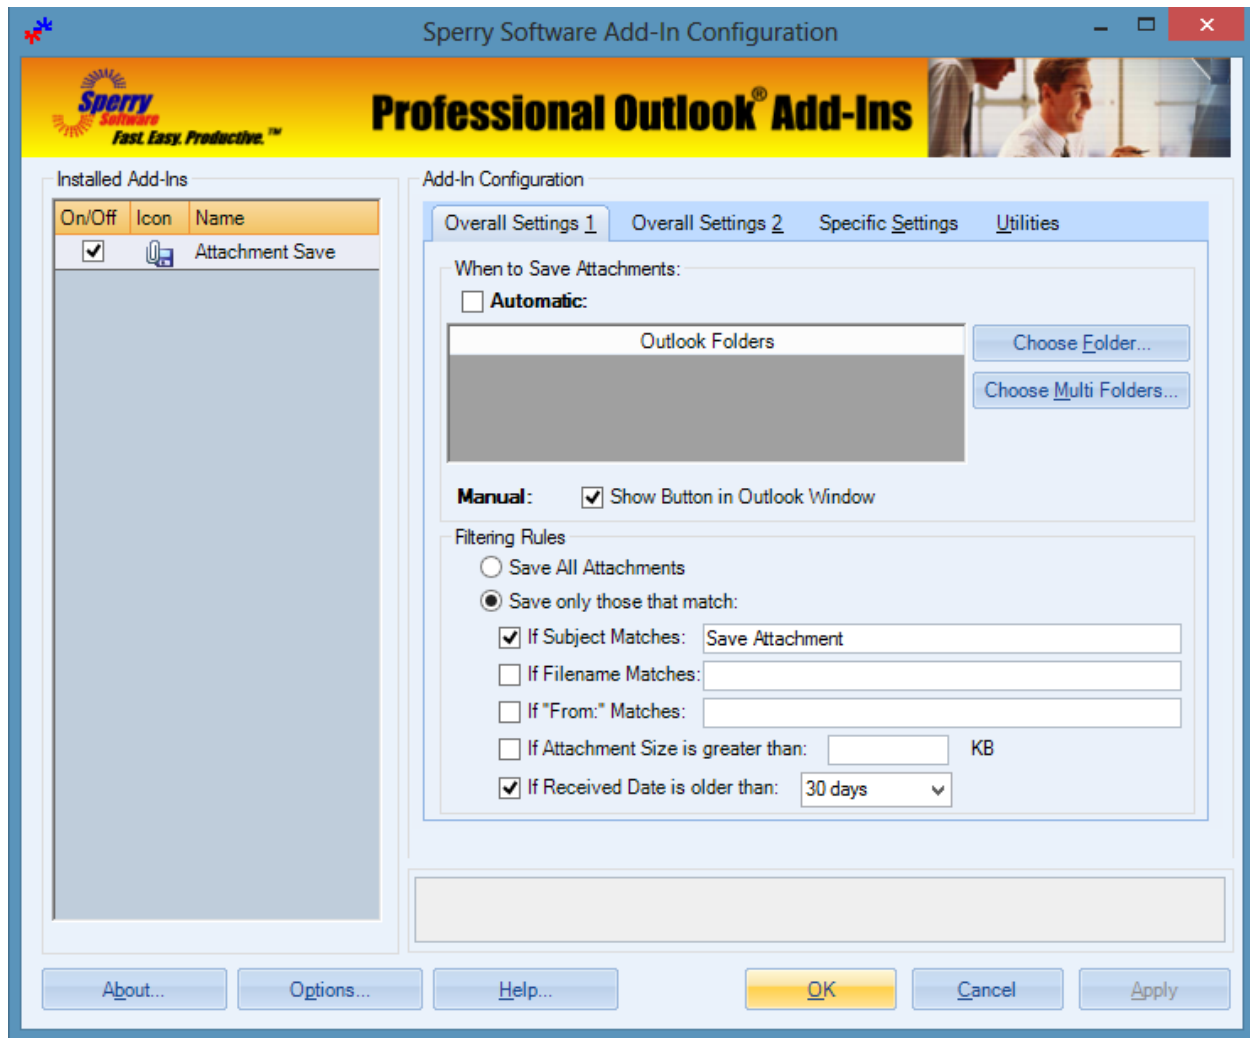 Sperry Software Add-In Configuration
Sperry
Software
Fast. Easy. Productive.™
Professional Outlook® Add-Ins
Installed Add-Ins
On/Off Icon Name
Attachment Save
Add-In Configuration
Overall Settings 1 Overall Settings 2 Specific Settings Utilities
When to Save Attachments:
Automatic:
Outlook Folders
Choose Folder...
Choose Multi Folders...
Manual: Show Button in Outlook Window
Filtering Rules
Save All Attachments
Save only those that match:
If Subject Matches: Save Attachment
If Filename Matches:
If "From:" Matches:
If Attachment Size is greater than: KB
If Received Date is older than: 30 days
About... Options... Help... OK Cancel Apply